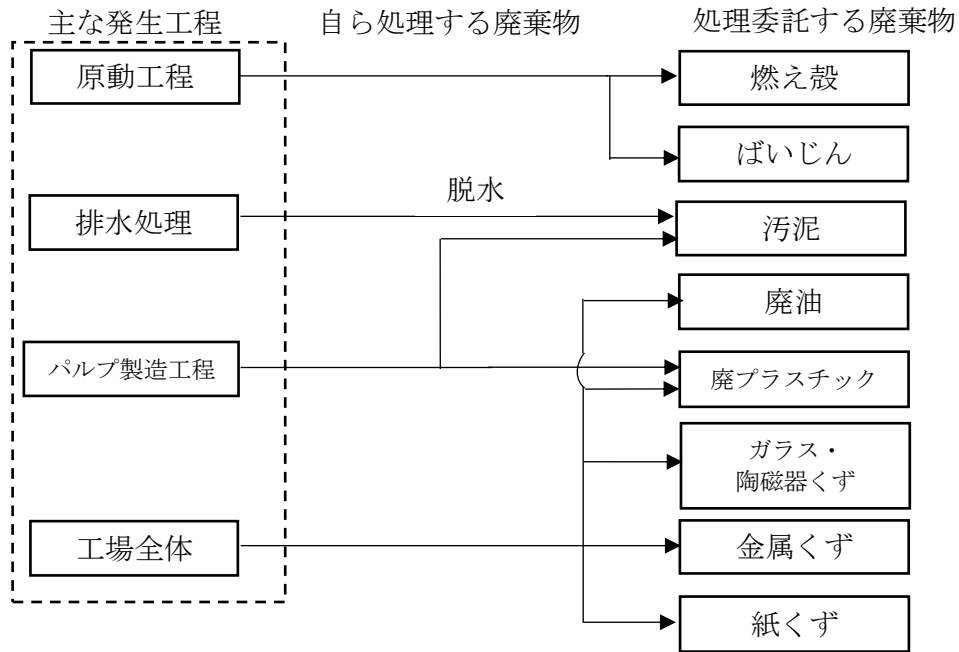 主な発生工程
自ら処理する廃棄物
処理委託する廃棄物
原動工程
燃え殻
ばいじん
脱水
排水処理
汚泥
廃油
パルプ製造工程
廃プラスチック
ガラス・
陶磁器くず
工場全体
金属くず
紙くず